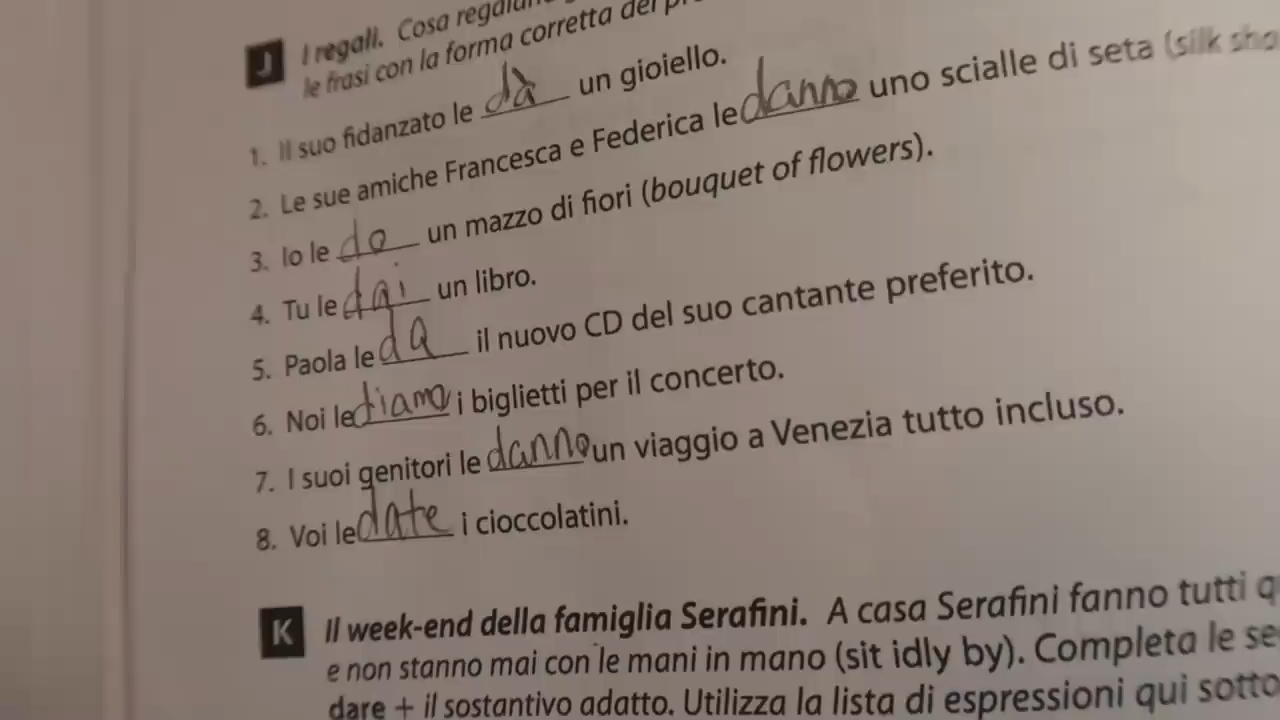 J I regali. Cosa
le frasi con la forma corretta del
1. Il suo fidanzato le dà un gioiello.
2. Le sue amiche Francesca e Federica le danno uno scialle di seta (silk
3. Io le do un mazzo di fiori (bouquet of flowers).
4. Tu le dai un libro.
5. Paola le da il nuovo CD del suo cantante preferito.
6. Noi le diamo i biglietti per il concerto.
7. I suoi genitori le danno un viaggio a Venezia tutto incluso.
8. Voi le date i cioccolatini.
K Il week-end della famiglia Serafini. A casa Serafini fanno tutti
e non stanno mai con le mani in mano (sit idly by). Completa le
dare + il sostantivo adatto. Utilizza la lista di espressioni qui sotto